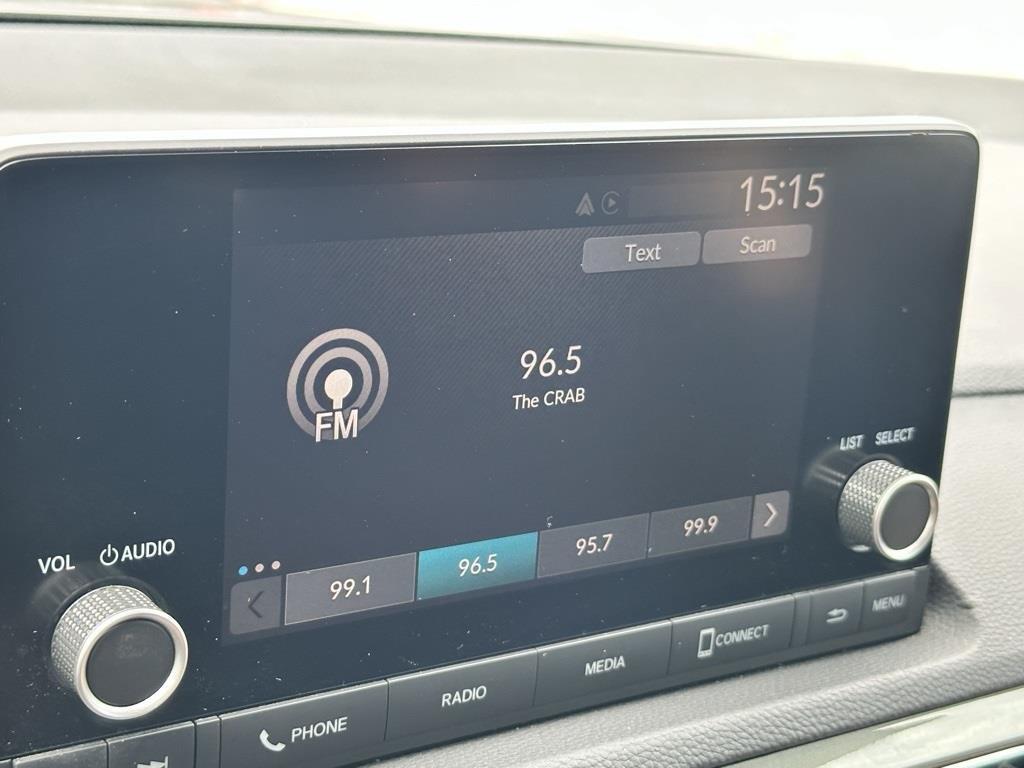 15:15
Text
Scan
96.5
The CRAB
FM
LIST SELECT
VOL AUDIO
99.1
96.5
95.7
99.9
PHONE
RADIO
MEDIA
CONNECT
MENU